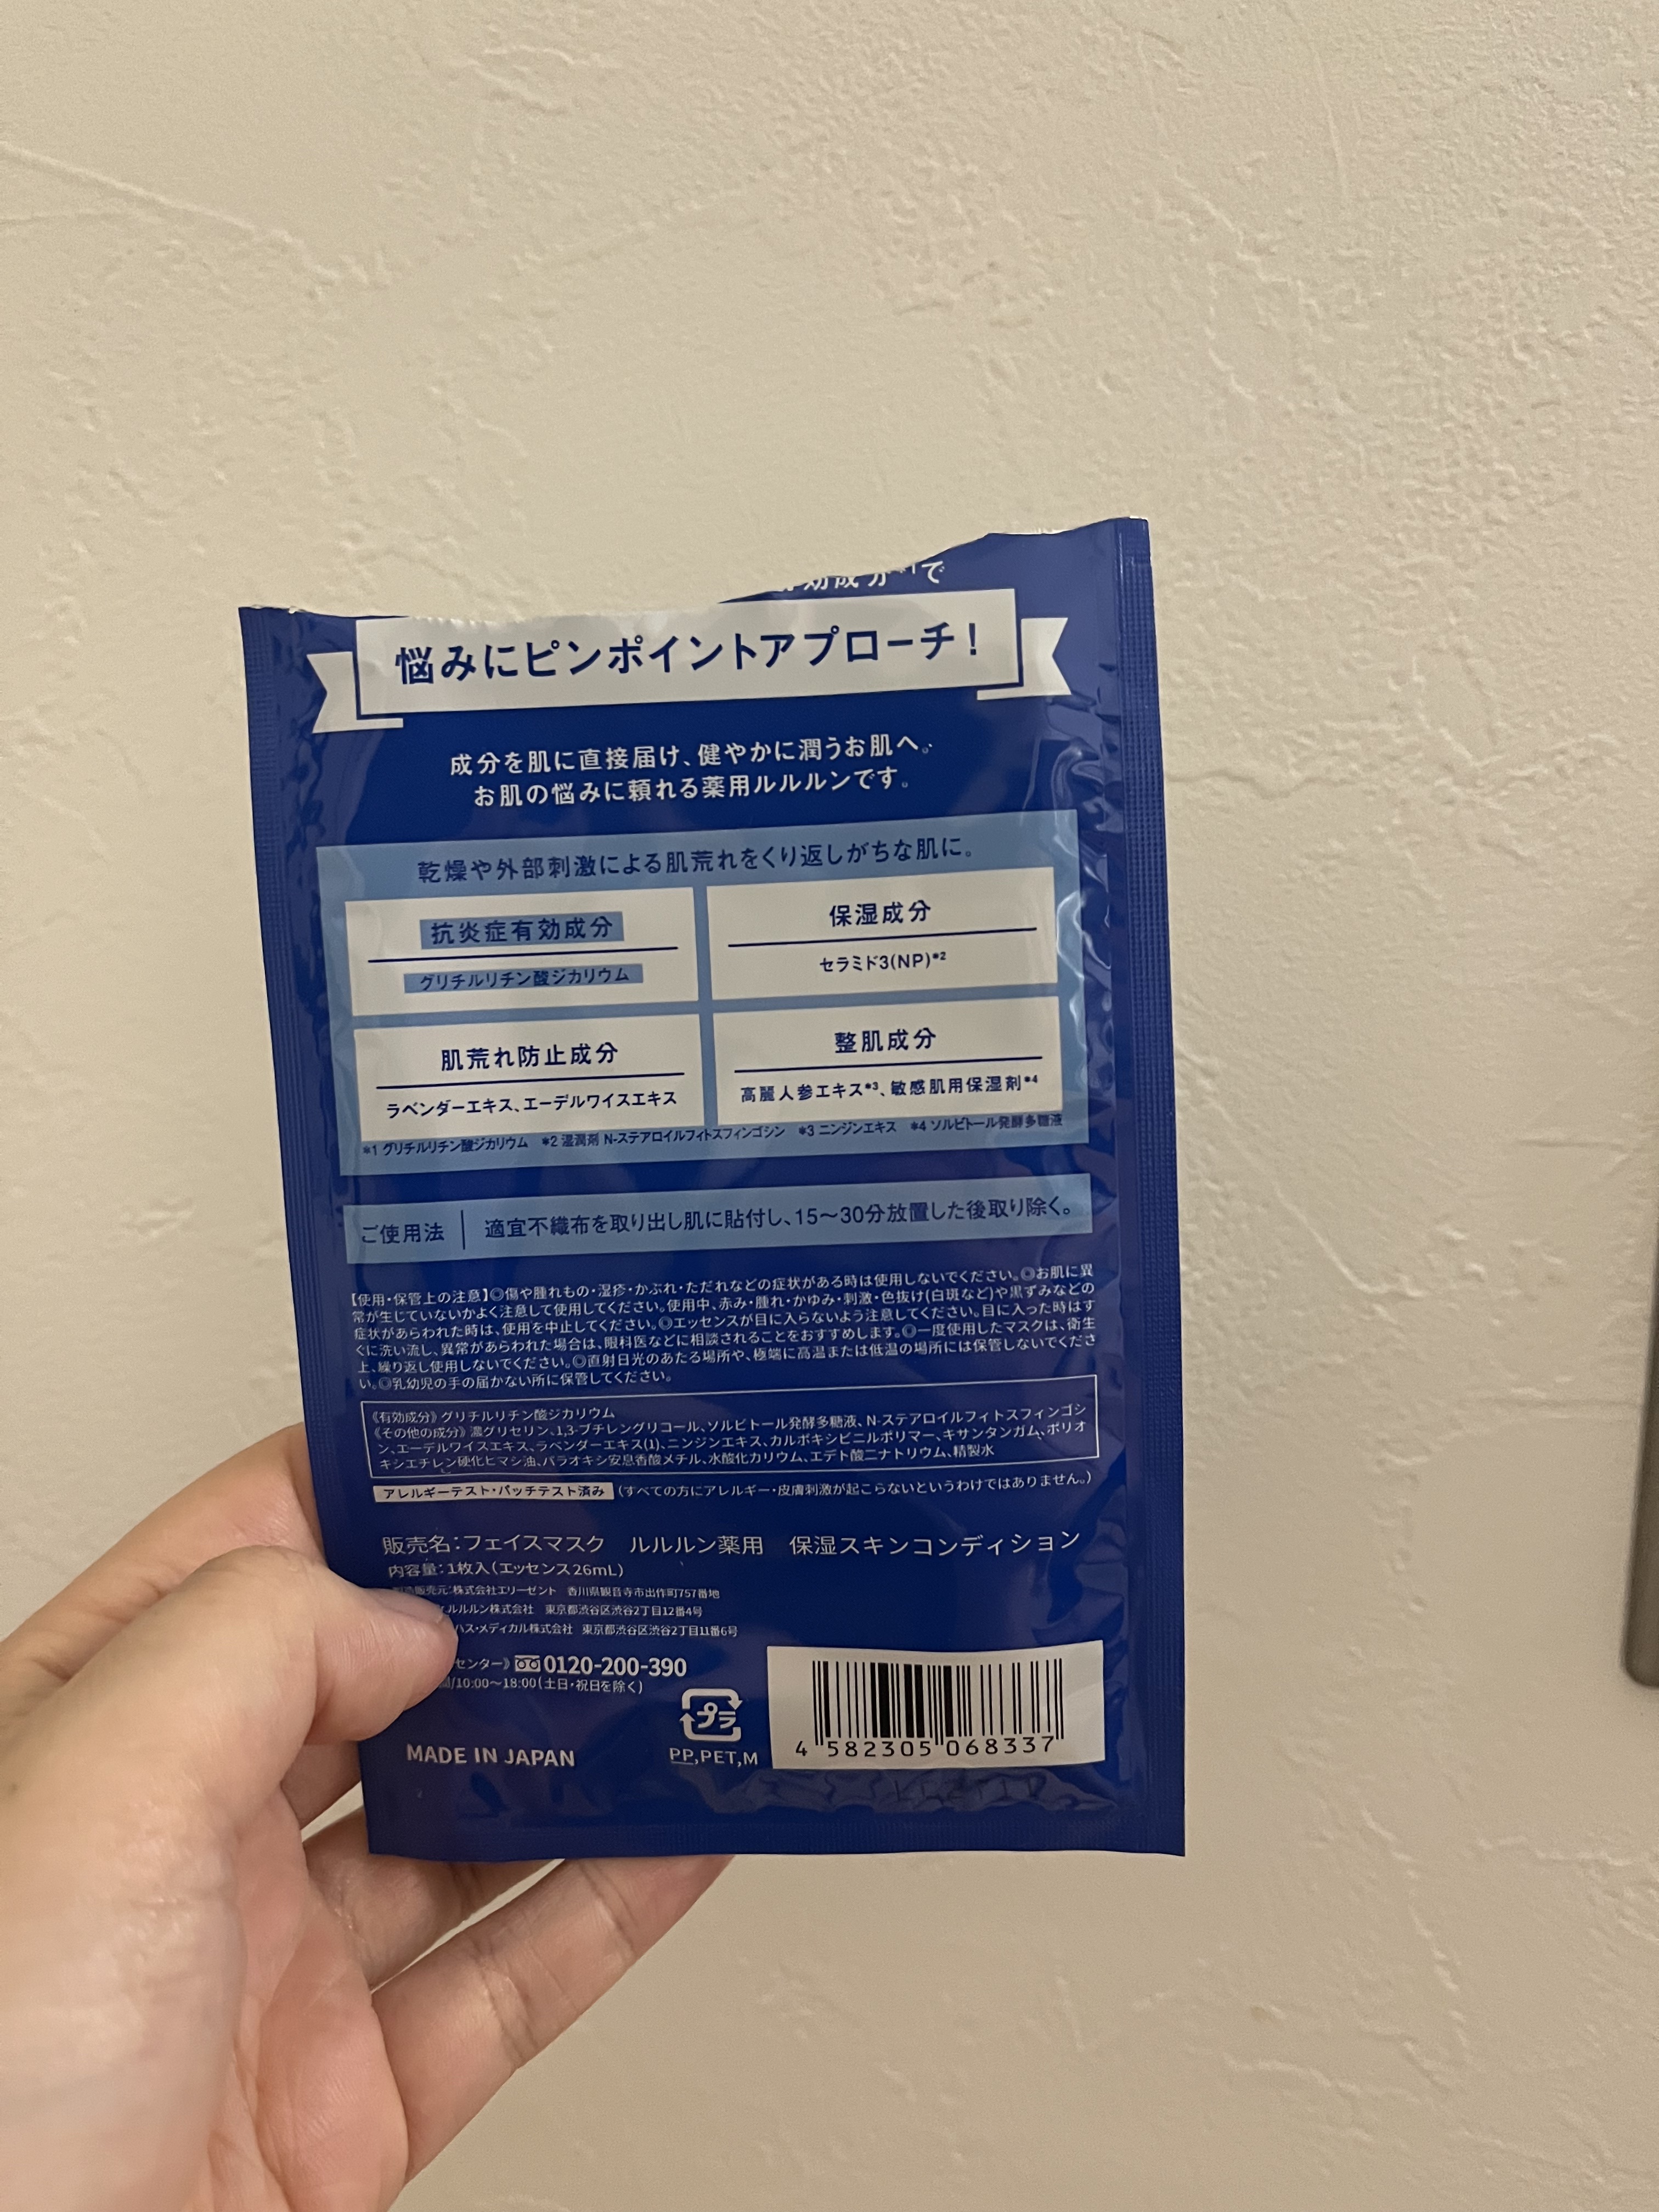 効成分*1で
悩みにピンポイントアプローチ!
成分を肌に直接届け、健やかに潤うお肌へ。
お肌の悩みに頼れる薬用ルルルンです。
乾燥や外部刺激による肌荒れをくり返しがちな肌に。
抗炎症有効成分
グリチルリチン酸ジカリウム
保湿成分
セラミド3(NP)*2
肌荒れ防止成分
ラベンダーエキス、エーデルワイスエキス
整肌成分
高麗人参エキス*3、敏感肌用保湿剤*4
*1 グリチルリチン酸ジカリウム *2 湿潤剤 N-ステアロイルフィトスフィンゴシン *3 ニンジンエキス *4 ソルビトール発酵多糖液
ご使用法 適宜不織布を取り出し肌に貼付し、15〜30分放置した後取り除く。
【使用・保管上の注意】◎傷や腫れもの・湿疹・かぶれ・ただれなどの症状がある時は使用しないでください。◎お肌に異
常が生じていないかよく注意して使用してください。使用中、赤み・腫れ・かゆみ・刺激・色抜け(白斑など)や黒ずみなどの
症状があらわれた時は、使用を中止してください。◎エッセンスが目に入らないよう注意してください。目に入った時はす
ぐに洗い流し、異常があらわれた場合は、眼科医などに相談されることをおすすめします。◎一度使用したマスクは、衛生
上、繰り返し使用しないでください。◎直射日光のあたる場所や、極端に高温または低温の場所には保管しないでくださ
い。◎乳幼児の手の届かない所に保管してください。
《有効成分》グリチルリチン酸ジカリウム
《その他の成分》濃グリセリン、1,3-ブチレングリコール、ソルビトール発酵多糖液、N-ステアロイルフィトスフィンゴシ
ン、エーデルワイスエキス、ラベンダーエキス(1)、ニンジンエキス、カルボキシビニルポリマー、キサンタンガム、ポリオ
キシエチレン硬化ヒマシ油、パラオキシ安息香酸メチル、水酸化カリウム、エデト酸二ナトリウム、精製水
アレルギーテスト・パッチテスト済み (すべての方にアレルギー・皮膚刺激が起こらないというわけではありません。)
販売名:フェイスマスク ルルルン薬用 保湿スキンコンディション
内容量:1枚入(エッセンス26mL)
製造販売元:株式会社エリーゼント 香川県観音寺市出作町757番地
ルルルン株式会社 東京都渋谷区渋谷2丁目12番4号
ハス・メディカル株式会社 東京都渋谷区渋谷2丁目11番6号
センター》 0120-200-390
/10:00〜18:00(土日・祝日を除く)
プラ
PP,PET,M
MADE IN JAPAN
4 582305 068337